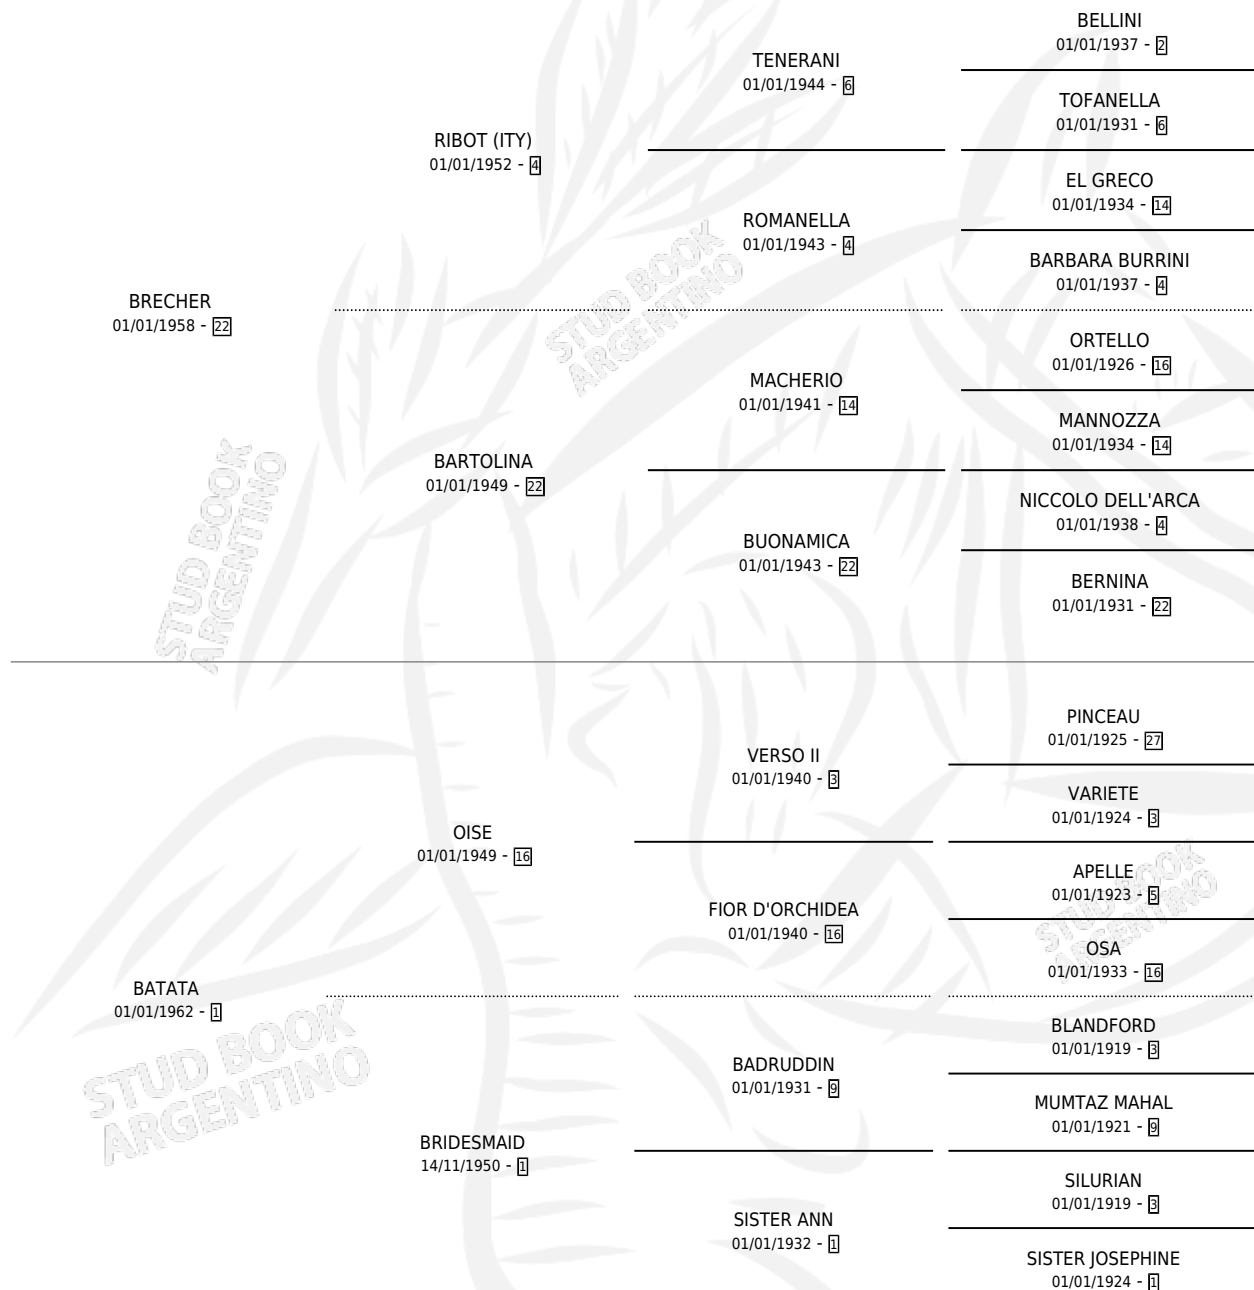 BELLINI
01/01/1937 - 2
TENERANI
01/01/1944 - 6
TOFANELLA
01/01/1931 - 6
RIBOT (ITY)
01/01/1952 - 4
EL GRECO
01/01/1934 - 14
ROMANELLA
01/01/1943 - 4
BARBARA BURRINI
01/01/1937 - 4
BRECHER
01/01/1958 - 22
ORTELLO
01/01/1926 - 16
MACHERIO
01/01/1941 - 14
MANNOZZA
01/01/1934 - 14
BARTOLINA
01/01/1949 - 22
NICCOLO DELL'ARCA
01/01/1938 - 4
BUONAMICA
01/01/1943 - 22
BERNINA
01/01/1931 - 22
PINCEAU
01/01/1925 - 27
VERSO II
01/01/1940 - 3
VARIETE
01/01/1924 - 3
OISE
01/01/1949 - 16
APELLE
01/01/1923 - 5
FIOR D'ORCHIDEA
01/01/1940 - 16
OSA
01/01/1933 - 16
BATATA
01/01/1962 - 1
BLANDFORD
01/01/1919 - 3
BADRUDDIN
01/01/1931 - 9
MUMTAZ MAHAL
01/01/1921 - 9
BRIDESMAID
14/11/1950 - 1
SILURIAN
01/01/1919 - 3
SISTER ANN
01/01/1932 - 1
SISTER JOSEPHINE
01/01/1924 - 1
STUD BOOK
ARGENTINO
STUD BOOK
ARGENTINO
STUD BOOK
ARGENTINO
STUD BOOK
ARGENTINO